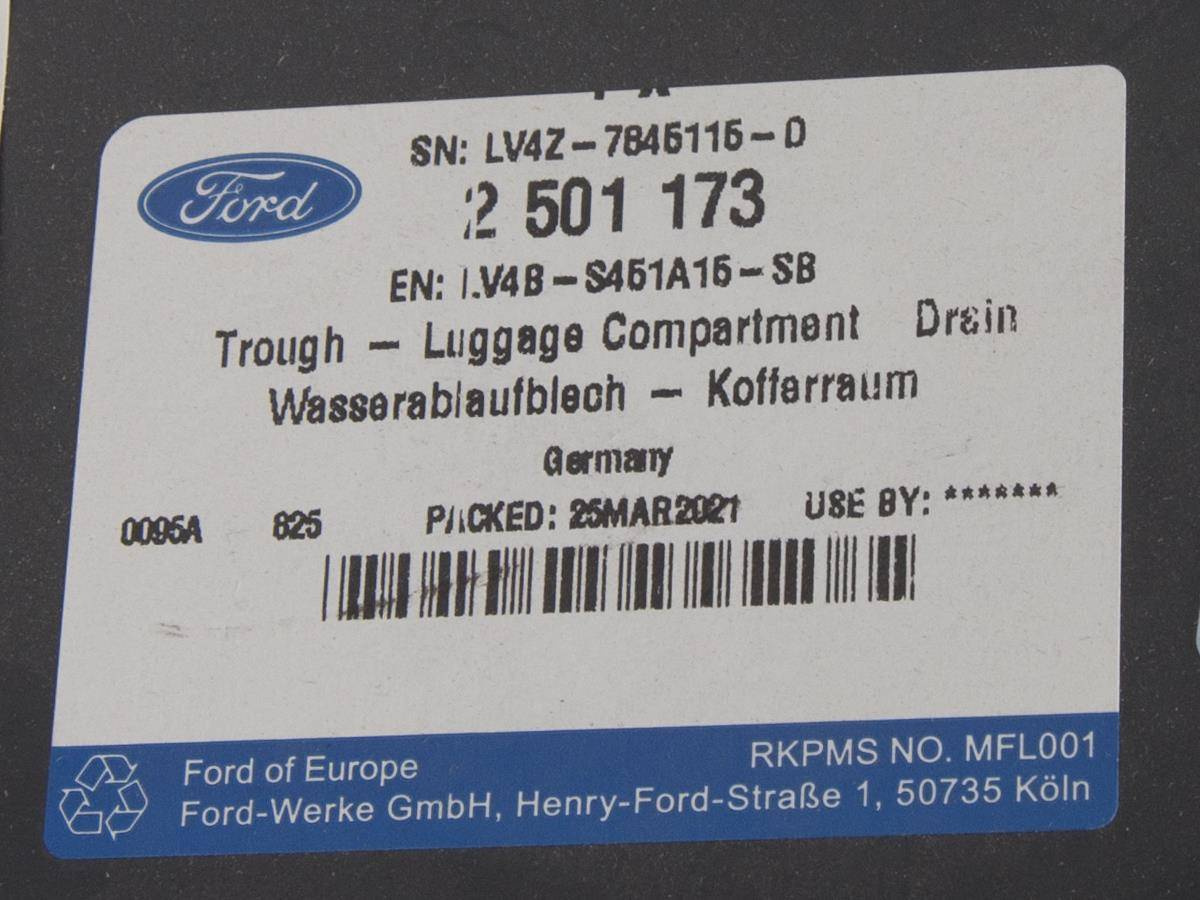 Ford
SN: LV4Z-7845115-D
2 501 173
EN: LV4B-S451A15-SB
Trough - Luggage Compartment Drain
Wasserablaufblech - Kofferraum
Germany
0095A 825 PACKED: 25MAR2021 USE BY: *******
Ford of Europe RKPMS NO. MFL001
Ford-Werke GmbH, Henry-Ford-Straße 1, 50735 Köln